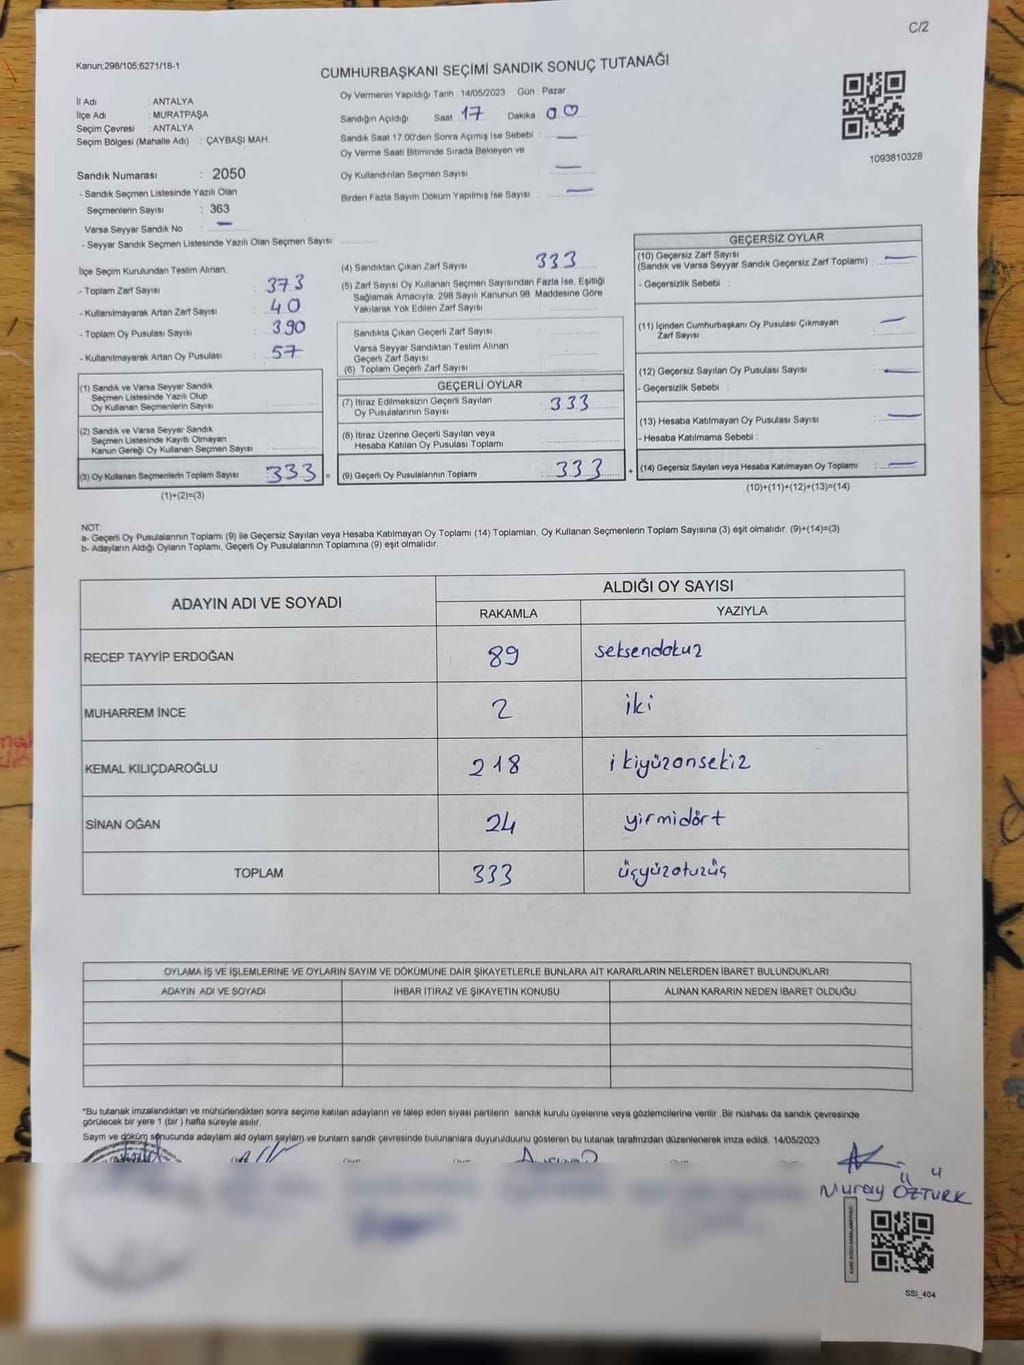 C/2
Kanun;298/105;6271/18-1
CUMHURBAŞKANI SEÇİMİ SANDIK SONUÇ TUTANAĞI
İl Adı : ANTALYA
İlçe Adı : MURATPAŞA
Seçim Çevresi : ANTALYA
Seçim Bölgesi (Mahalle Adı) : ÇAYBAŞI MAH.
Oy Vermenin Yapıldığı Tarih : 14/05/2023 Gün : Pazar
Sandığın Açıldığı Saat : 17 Dakika : 00
Sandık Saat 17:00'den Sonra Açılmış İse Sebebi : —
Oy Verme Saati Bitiminde Sırada Bekleyen ve
Oy Kullandırılan Seçmen Sayısı : —
Birden Fazla Sayım Döküm Yapılmış İse Sayısı : —
1093810328
Sandık Numarası : 2050
- Sandık Seçmen Listesinde Yazılı Olan
Seçmenlerin Sayısı : 363
Varsa Seyyar Sandık No : —
- Seyyar Sandık Seçmen Listesinde Yazılı Olan Seçmen Sayısı :
İlçe Seçim Kurulundan Teslim Alınan;
- Toplam Zarf Sayısı : 373
- Kullanılmayarak Artan Zarf Sayısı : 40
- Toplam Oy Pusulası Sayısı : 390
- Kullanılmayarak Artan Oy Pusulası : 57
(1) Sandık ve Varsa Seyyar Sandık
Seçmen Listesinde Yazılı Olup
Oy Kullanan Seçmenlerin Sayısı :
(2) Sandık ve Varsa Seyyar Sandık
Seçmen Listesinde Kayıtlı Olmayan
Kanun Gereği Oy Kullanan Seçmen Sayısı :
(3) Oy Kullanan Seçmenlerin Toplam Sayısı : 333 =
(1)+(2)=(3)
(4) Sandıktan Çıkan Zarf Sayısı : 333
(5) Zarf Sayısı Oy Kullanan Seçmen Sayısından Fazla İse, Eşitliği
Sağlamak Amacıyla; 298 Sayılı Kanunun 98. Maddesine Göre
Yakılarak Yok Edilen Zarf Sayısı :
Sandıkta Çıkan Geçerli Zarf Sayısı :
Varsa Seyyar Sandıktan Teslim Alınan
Geçerli Zarf Sayısı :
(6) Toplam Geçerli Zarf Sayısı :
GEÇERLİ OYLAR
(7) İtiraz Edilmeksizin Geçerli Sayılan
Oy Pusulalarının Sayısı : 333
(8) İtiraz Üzerine Geçerli Sayılan veya
Hesaba Katılan Oy Pusulası Toplamı :
(9) Geçerli Oy Pusulalarının Toplamı : 333 +
GEÇERSİZ OYLAR
(10) Geçersiz Zarf Sayısı
(Sandık ve Varsa Seyyar Sandık Geçersiz Zarf Toplamı) : —
- Geçersizlik Sebebi :
(11) İçinden Cumhurbaşkanı Oy Pusulası Çıkmayan
Zarf Sayısı : —
(12) Geçersiz Sayılan Oy Pusulası Sayısı : —
- Geçersizlik Sebebi :
(13) Hesaba Katılmayan Oy Pusulası Sayısı : —
- Hesaba Katılmama Sebebi :
(14) Geçersiz Sayılan veya Hesaba Katılmayan Oy Toplamı : —
(10)+(11)+(12)+(13)=(14)
NOT:
a- Geçerli Oy Pusulalarının Toplamı (9) ile Geçersiz Sayılan veya Hesaba Katılmayan Oy Toplamı (14) Toplamları, Oy Kullanan Seçmenlerin Toplam Sayısına (3) eşit olmalıdır. (9)+(14)=(3)
b- Adayların Aldığı Oyların Toplamı, Geçerli Oy Pusulalarının Toplamına (9) eşit olmalıdır.
ADAYIN ADI VE SOYADI ALDIĞI OY SAYISI
RAKAMLA YAZIYLA
RECEP TAYYİP ERDOĞAN 89 seksendokuz
MUHARREM İNCE 2 iki
KEMAL KILIÇDAROĞLU 218 ikiyüzonsekiz
SİNAN OĞAN 24 yirmidört
TOPLAM 333 üçyüzotuzüç
OYLAMA İŞ VE İŞLEMLERİNE VE OYLARIN SAYIM VE DÖKÜMÜNE DAİR ŞİKAYETLERLE BUNLARA AİT KARARLARIN NELERDEN İBARET BULUNDUKLARI
ADAYIN ADI VE SOYADI İHBAR İTİRAZ VE ŞİKAYETİN KONUSU ALINAN KARARIN NEDEN İBARET OLDUĞU
*Bu tutanak imzalandıktan ve mühürlendikten sonra seçime katılan adayların ve talep eden siyasi partilerin sandık kurulu üyelerine veya gözlemcilerine verilir .Bir nüshası da sandık çevresinde
görülecek bir yere 1 (bir ) hafta süreyle asılır.
Sayım ve döküm sonucunda adayların aldı oyların sayıları ve bunların sandık çevresinde bulunanlara duyurulduunu gösteren bu tutanak tarafımzdan düzenlenerek imza edildi. 14/05/2023
Nuray ÖZTÜRK
SSI_404